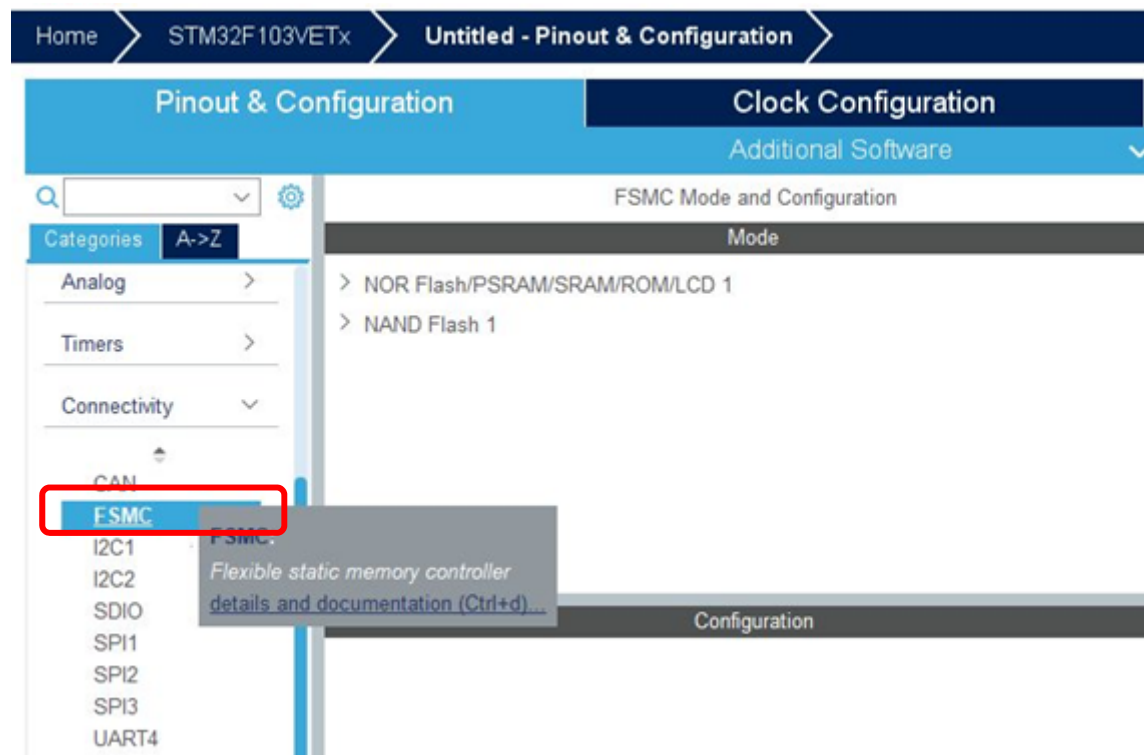 Home STM32F103VETx Untitled - Pinout & Configuration
Pinout & Configuration Clock Configuration
Additional Software
FSMC Mode and Configuration
Categories A->Z
Mode
Analog
NOR Flash/PSRAM/SRAM/ROM/LCD 1
NAND Flash 1
Timers
Connectivity
CAN
FSMC
FSMC:
I2C1
Flexible static memory controller
I2C2
details and documentation (Ctrl+d)...
SDIO
Configuration
SPI1
SPI2
SPI3
UART4